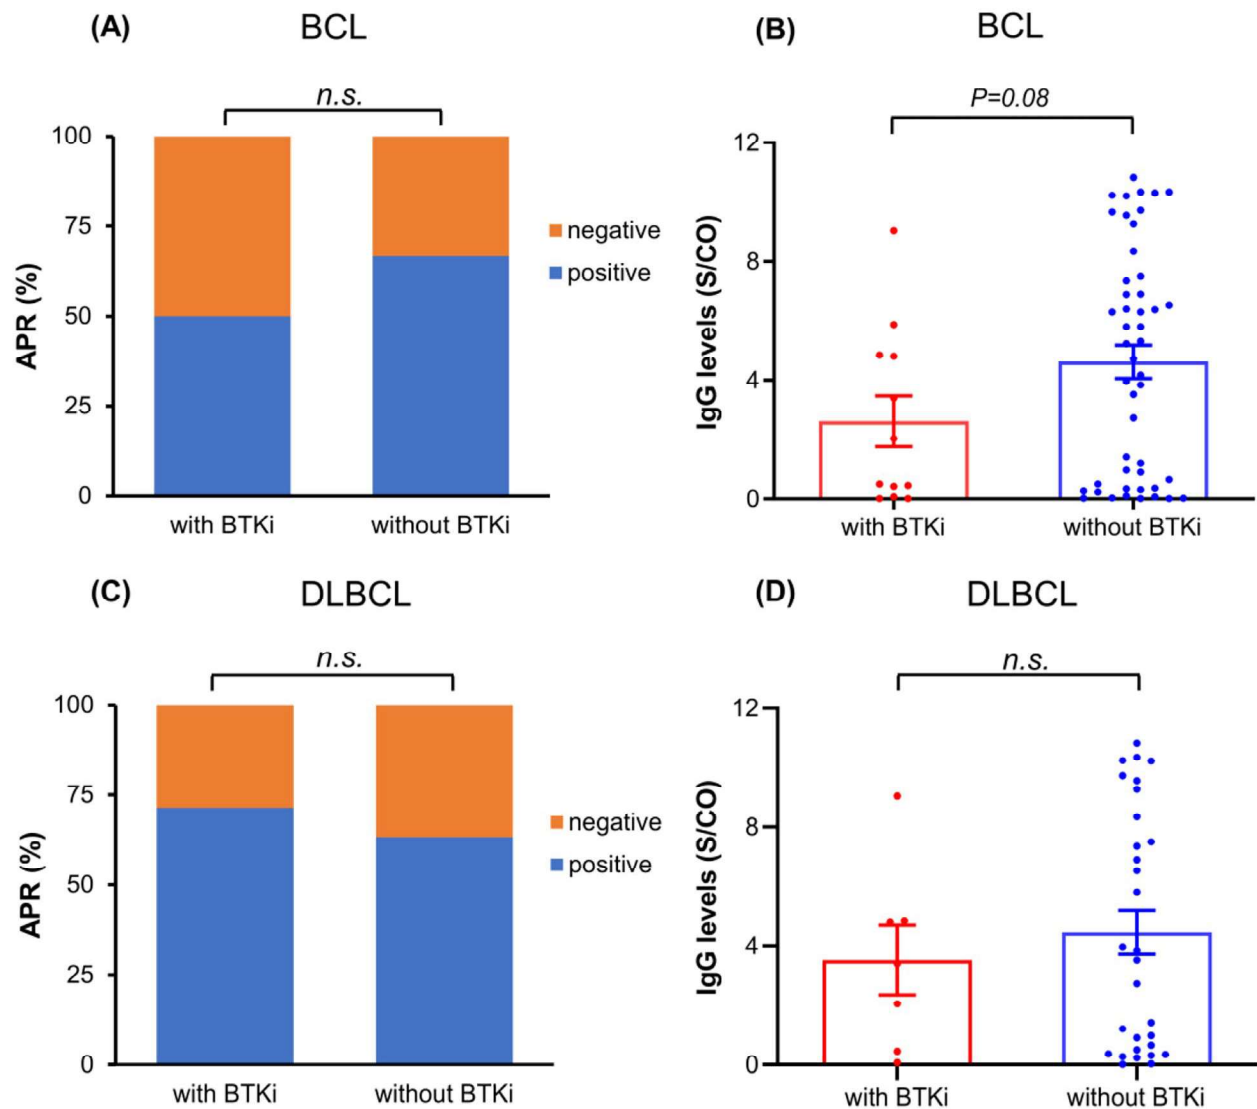 (A) BCL
n.s.
100
75
50
25
0
APR (%)
negative
positive
with BTKi without BTKi
(B) BCL
P=0.08
12
8
4
0
IgG levels (S/CO)
with BTKi without BTKi
(C) DLBCL
n.s.
100
75
50
25
0
APR (%)
negative
positive
with BTKi without BTKi
(D) DLBCL
n.s.
12
8
4
0
IgG levels (S/CO)
with BTKi without BTKi